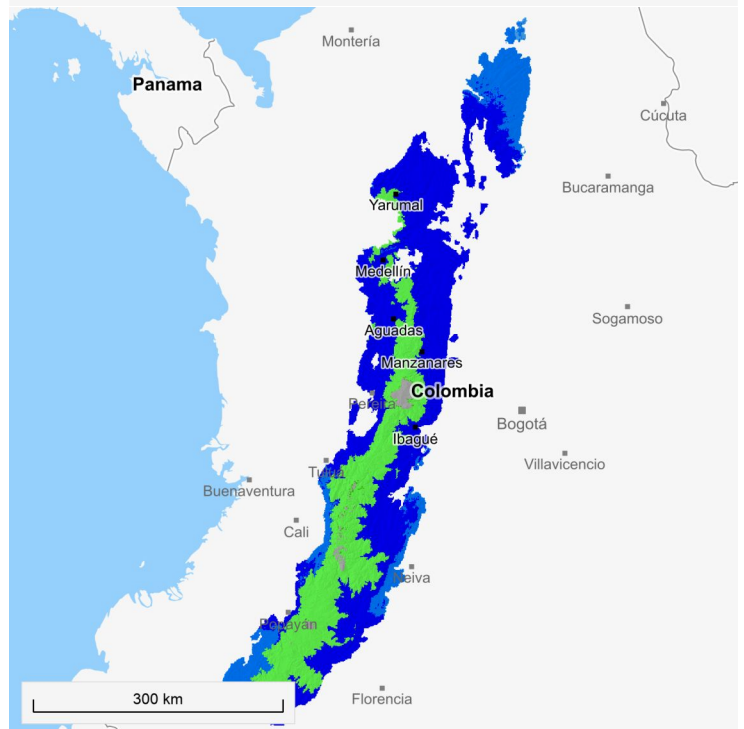 Montería
Panama
Cúcuta
Bucaramanga
Yarumal
Medellín
Sogamoso
Aguadas
Manzanares
Colombia
Pereira
Bogotá
Ibagué
Tuluá
Villavicencio
Buenaventura
Cali
Neiva
Popayán
Florencia
300 km